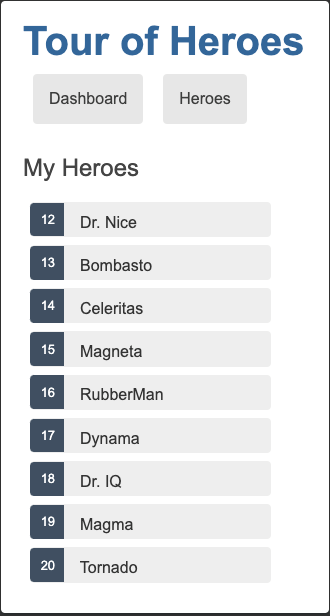 Tour of Heroes
Dashboard Heroes
My Heroes
12 Dr. Nice
13 Bombasto
14 Celeritas
15 Magneta
16 RubberMan
17 Dynama
18 Dr. IQ
19 Magma
20 Tornado